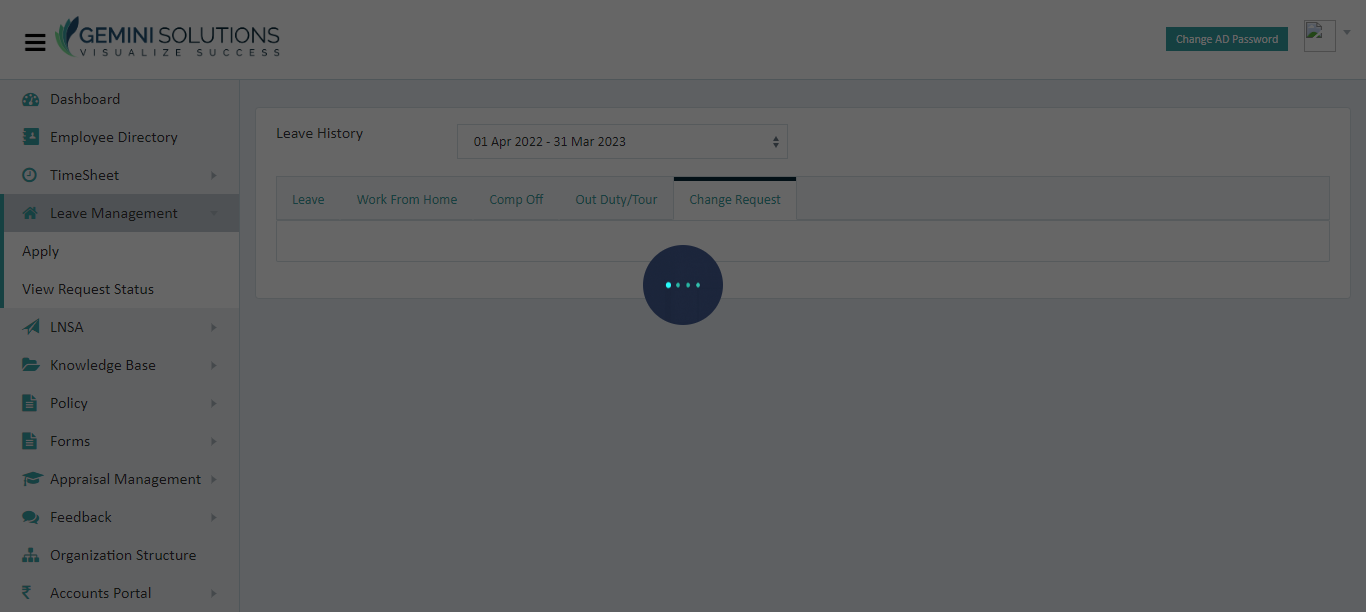 GEMINI SOLUTIONS
VISUALIZE SUCCESS
Change AD Password
Dashboard
Employee Directory
TimeSheet
Leave Management
Apply
View Request Status
LNSA
Knowledge Base
Policy
Forms
Appraisal Management
Feedback
Organization Structure
Accounts Portal
Leave History
01 Apr 2022 - 31 Mar 2023
Leave Work From Home Comp Off Out Duty/Tour Change Request